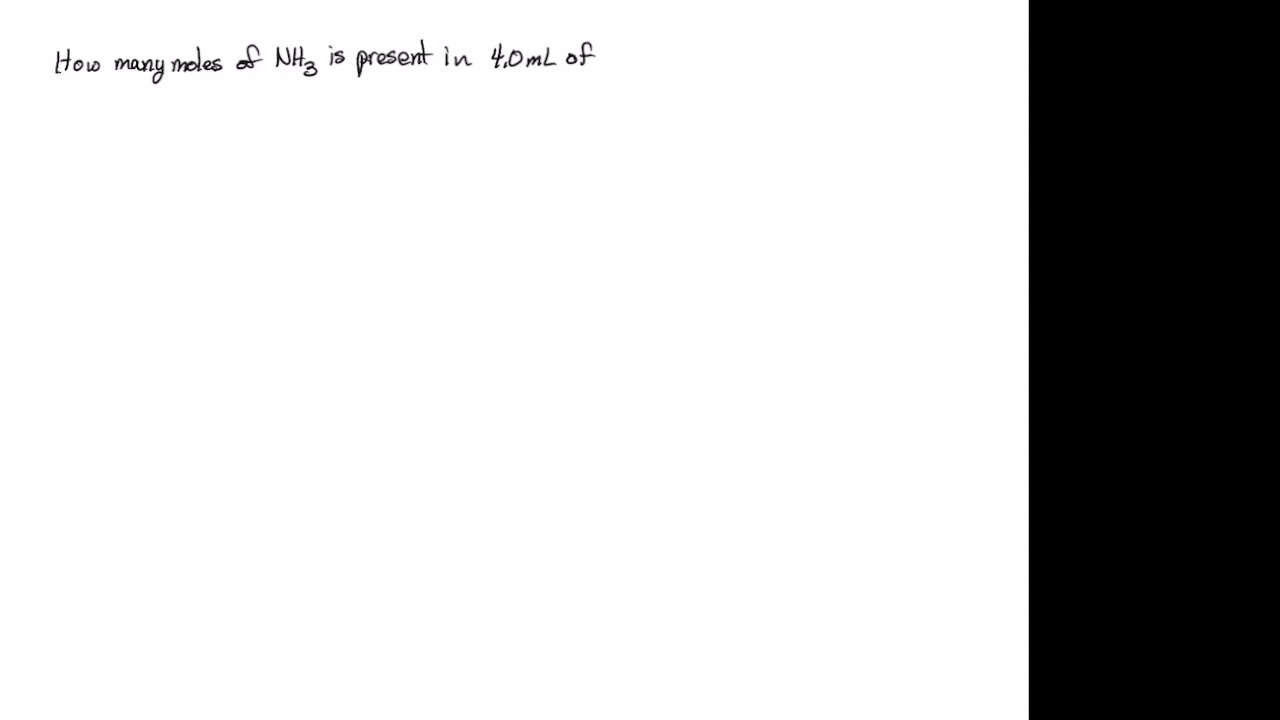 How many moles of NH₃ is present in 4.0mL of